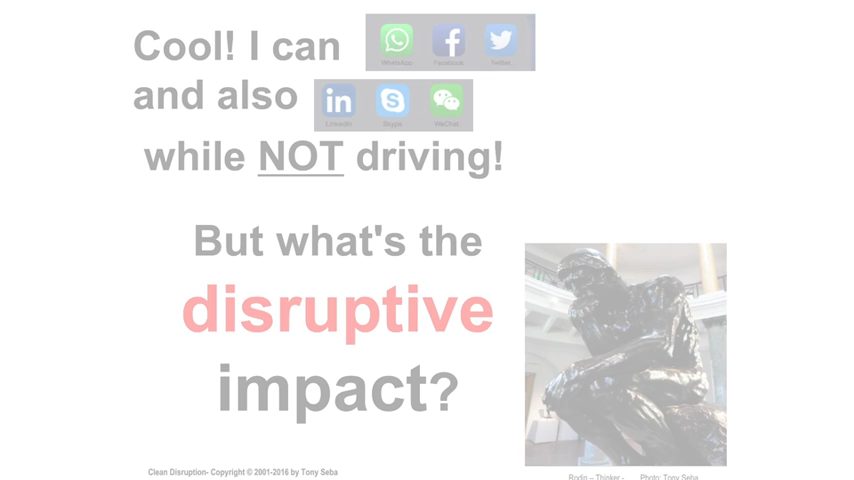 Cool! I can
WhatsApp Facebook Twitter
and also
LinkedIn Skype WeChat
while NOT driving!
But what's the
disruptive
impact?
Clean Disruption- Copyright © 2001-2016 by Tony Seba
Rodin – Thinker - Photo: Tony Seba